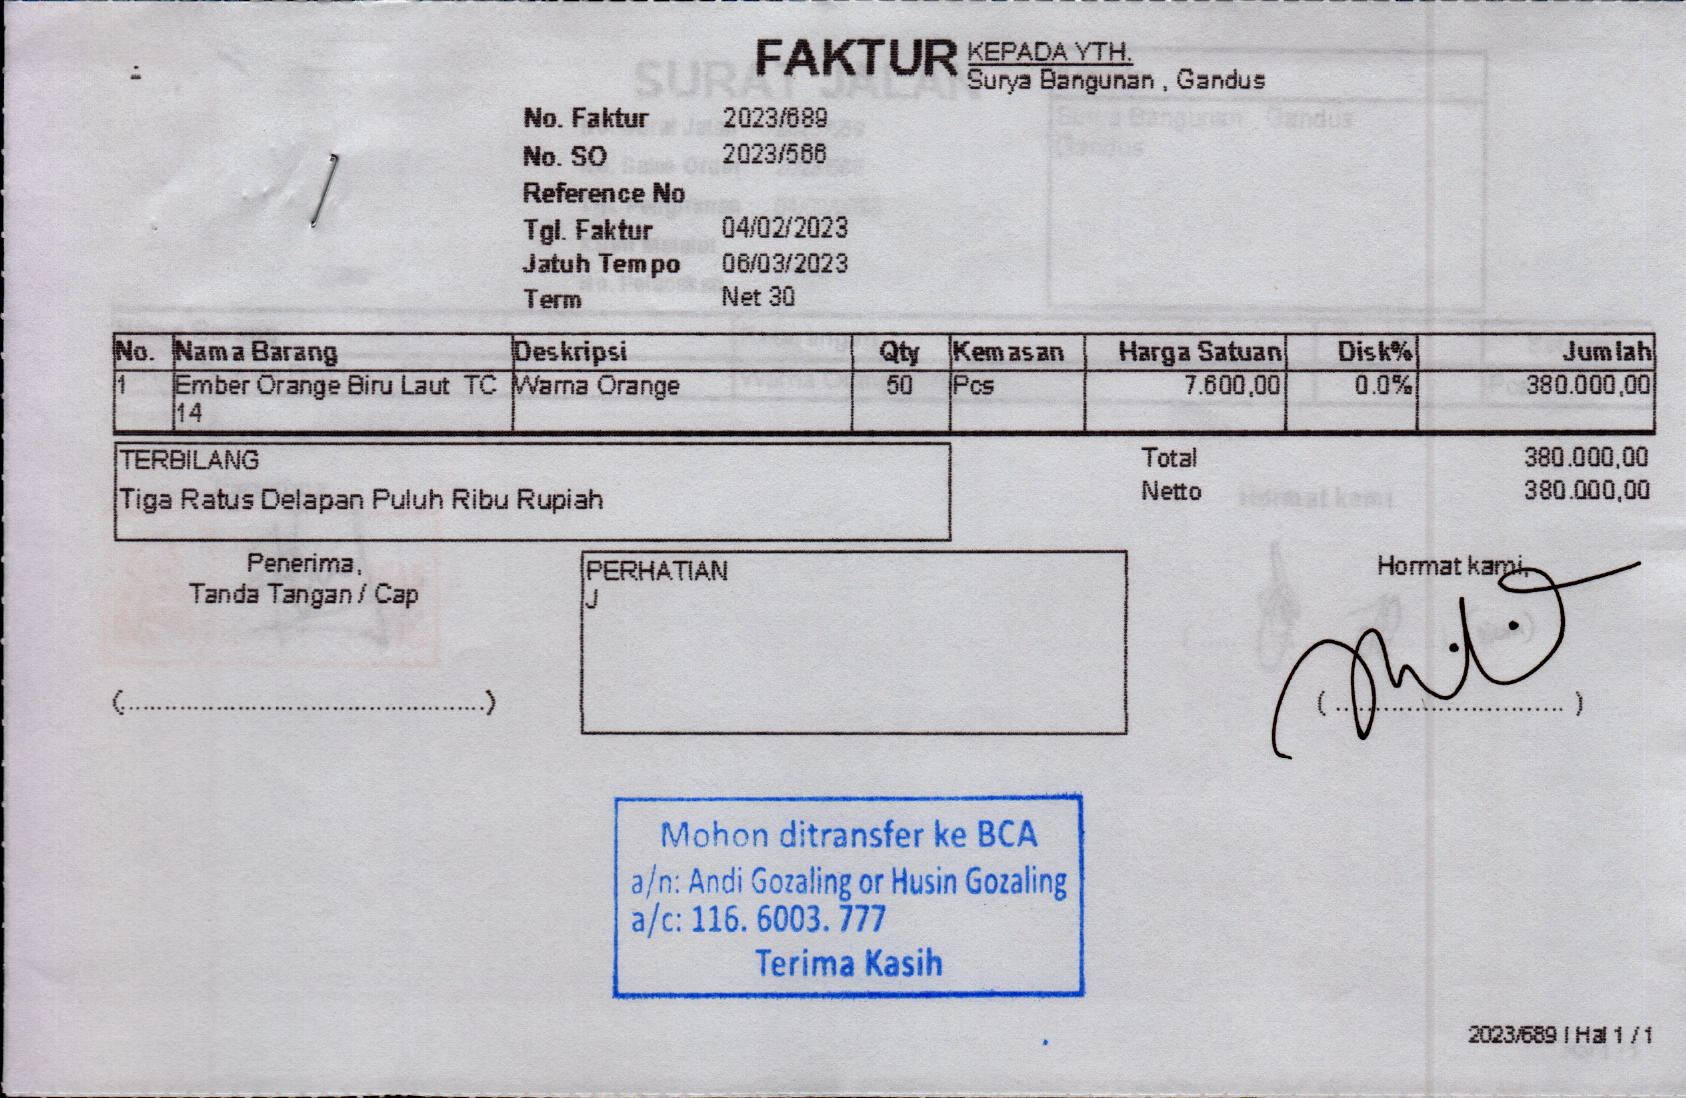 FAKTUR
KEPADA YTH.
Surya Bangunan , Gandus
No. Faktur 2023/689
No. SO 2023/566
Reference No
Tgl. Faktur 04/02/2023
Jatuh Tempo 06/03/2023
Term Net 30
No. Nama Barang Deskripsi Qty Kemasan Harga Satuan Disk% Jumlah
1 Ember Orange Biru Laut TC Warna Orange 50 Pcs 7.600,00 0.0% 380.000,00
14
TERBILANG
Tiga Ratus Delapan Puluh Ribu Rupiah
Total 380.000,00
Netto 380.000,00
Penerima,
Tanda Tangan / Cap
(..................................................)
PERHATIAN
J
Hormat kami,
( ................................ )
Mohon ditransfer ke BCA
a/n: Andi Gozaling or Husin Gozaling
a/c: 116. 6003. 777
Terima Kasih
2023/689 | Hal 1 / 1